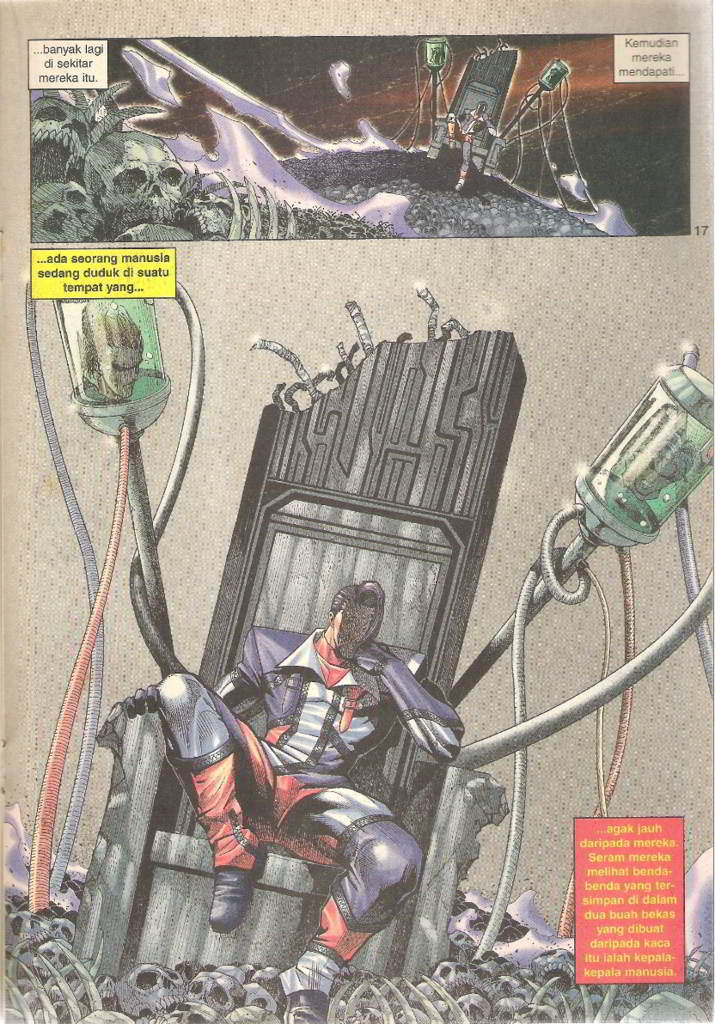 ...banyak lagi
di sekitar
mereka itu.
Kemudian
mereka
mendapati...
17
...ada seorang manusia
sedang duduk di suatu
tempat yang...
...agak jauh
daripada mereka.
Seram mereka
melihat benda-
benda yang ter-
simpan di dalam
dua buah bekas
yang dibuat
daripada kaca
itu ialah kepala-
kepala manusia.